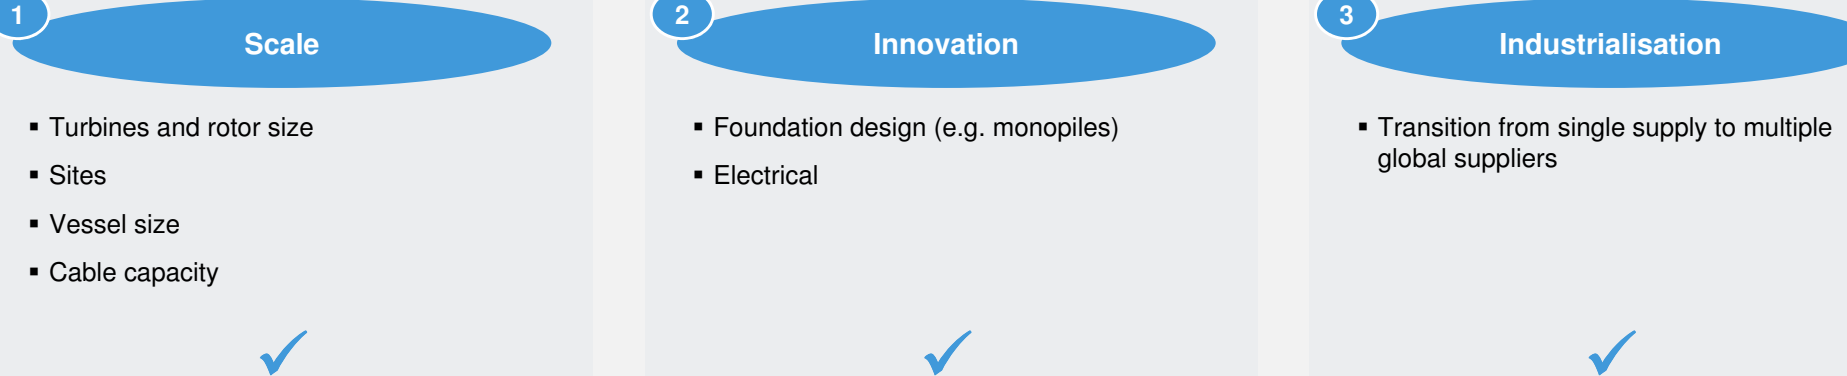 1
Scale
▪ Turbines and rotor size
▪ Sites
▪ Vessel size
▪ Cable capacity
2
Innovation
▪ Foundation design (e.g. monopiles)
▪ Electrical
3
Industrialisation
▪ Transition from single supply to multiple
global suppliers